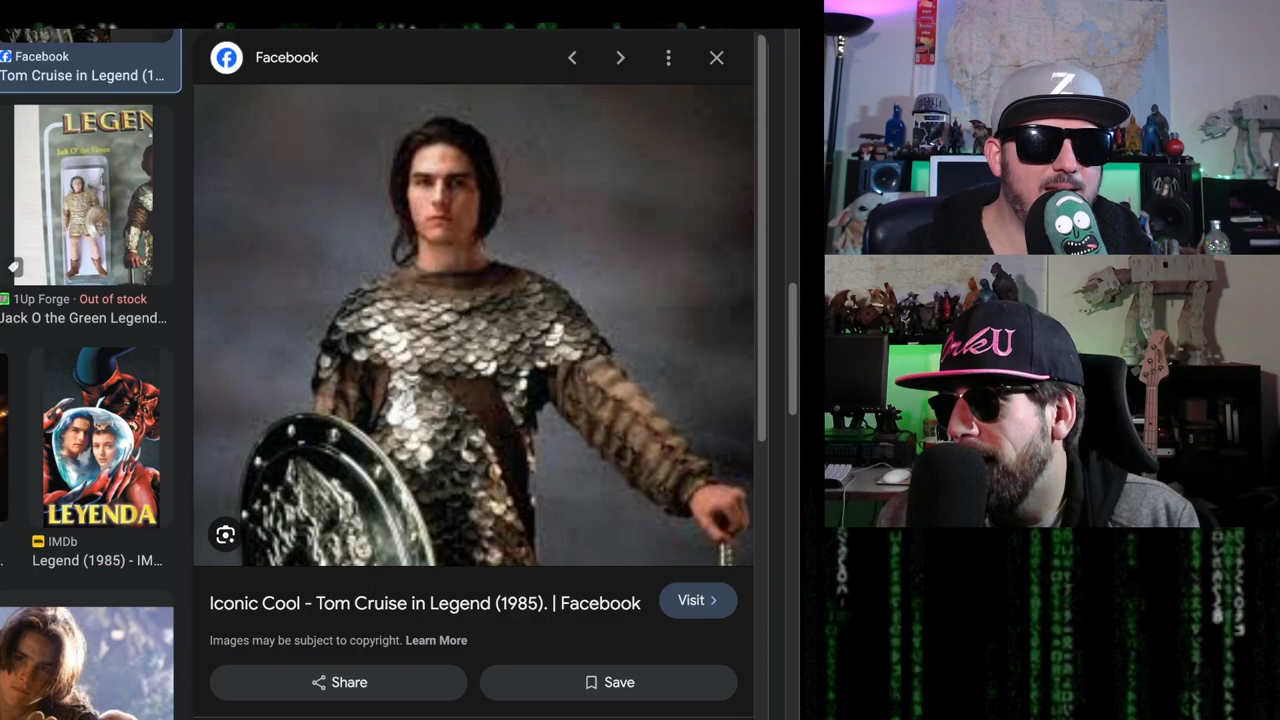 Facebook
Tom Cruise in Legend (1...
LEGEN
Jack O' the Green
1Up Forge · Out of stock
Jack O the Green Legend...
LEYENDA
IMDb
Legend (1985) - IM...
Facebook
Iconic Cool - Tom Cruise in Legend (1985). | Facebook
Visit
Images may be subject to copyright. Learn More
Share
Save
Z